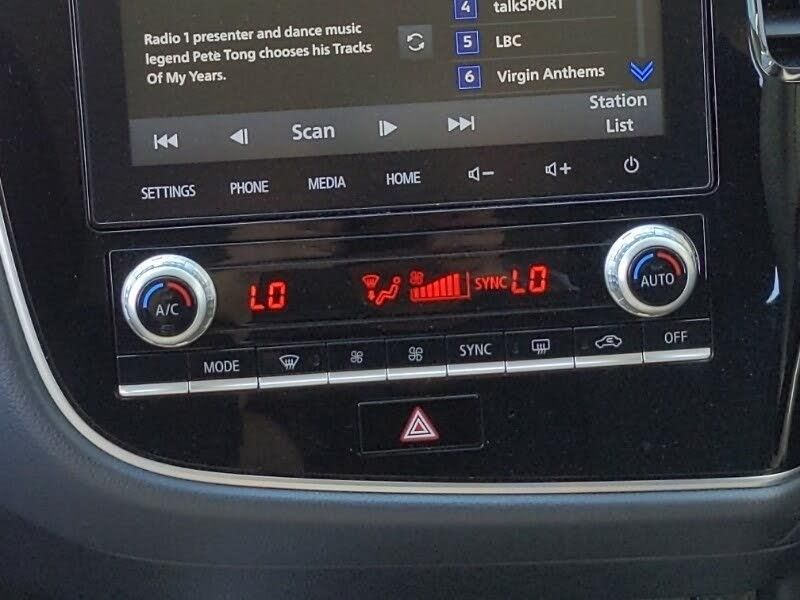 4 talkSPORT
Radio 1 presenter and dance music
legend Pete Tong chooses his Tracks
Of My Years.
5 LBC
6 Virgin Anthems
Scan
Station
List
SETTINGS PHONE MEDIA HOME
A/C
LO
SYNC LO
AUTO
MODE
SYNC
OFF